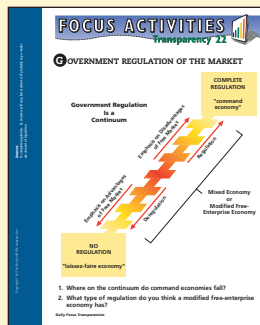 FOCUS ACTIVITIES
Transparency 22
GOVERNMENT REGULATION OF THE MARKET
Government Regulation
Is a
Continuum
COMPLETE
REGULATION
"command
economy"
Emphasis on Disadvantages
of Free Market
Regulation
Emphasis on Advantages
of Free Market
Deregulation
Mixed Economy
or
Modified Free-
Enterprise Economy
NO
REGULATION
"laissez-faire economy"
1. Where on the continuum do command economies fall?
2. What type of regulation do you think a modified free-enterprise
economy has?
Daily Focus Transparencies